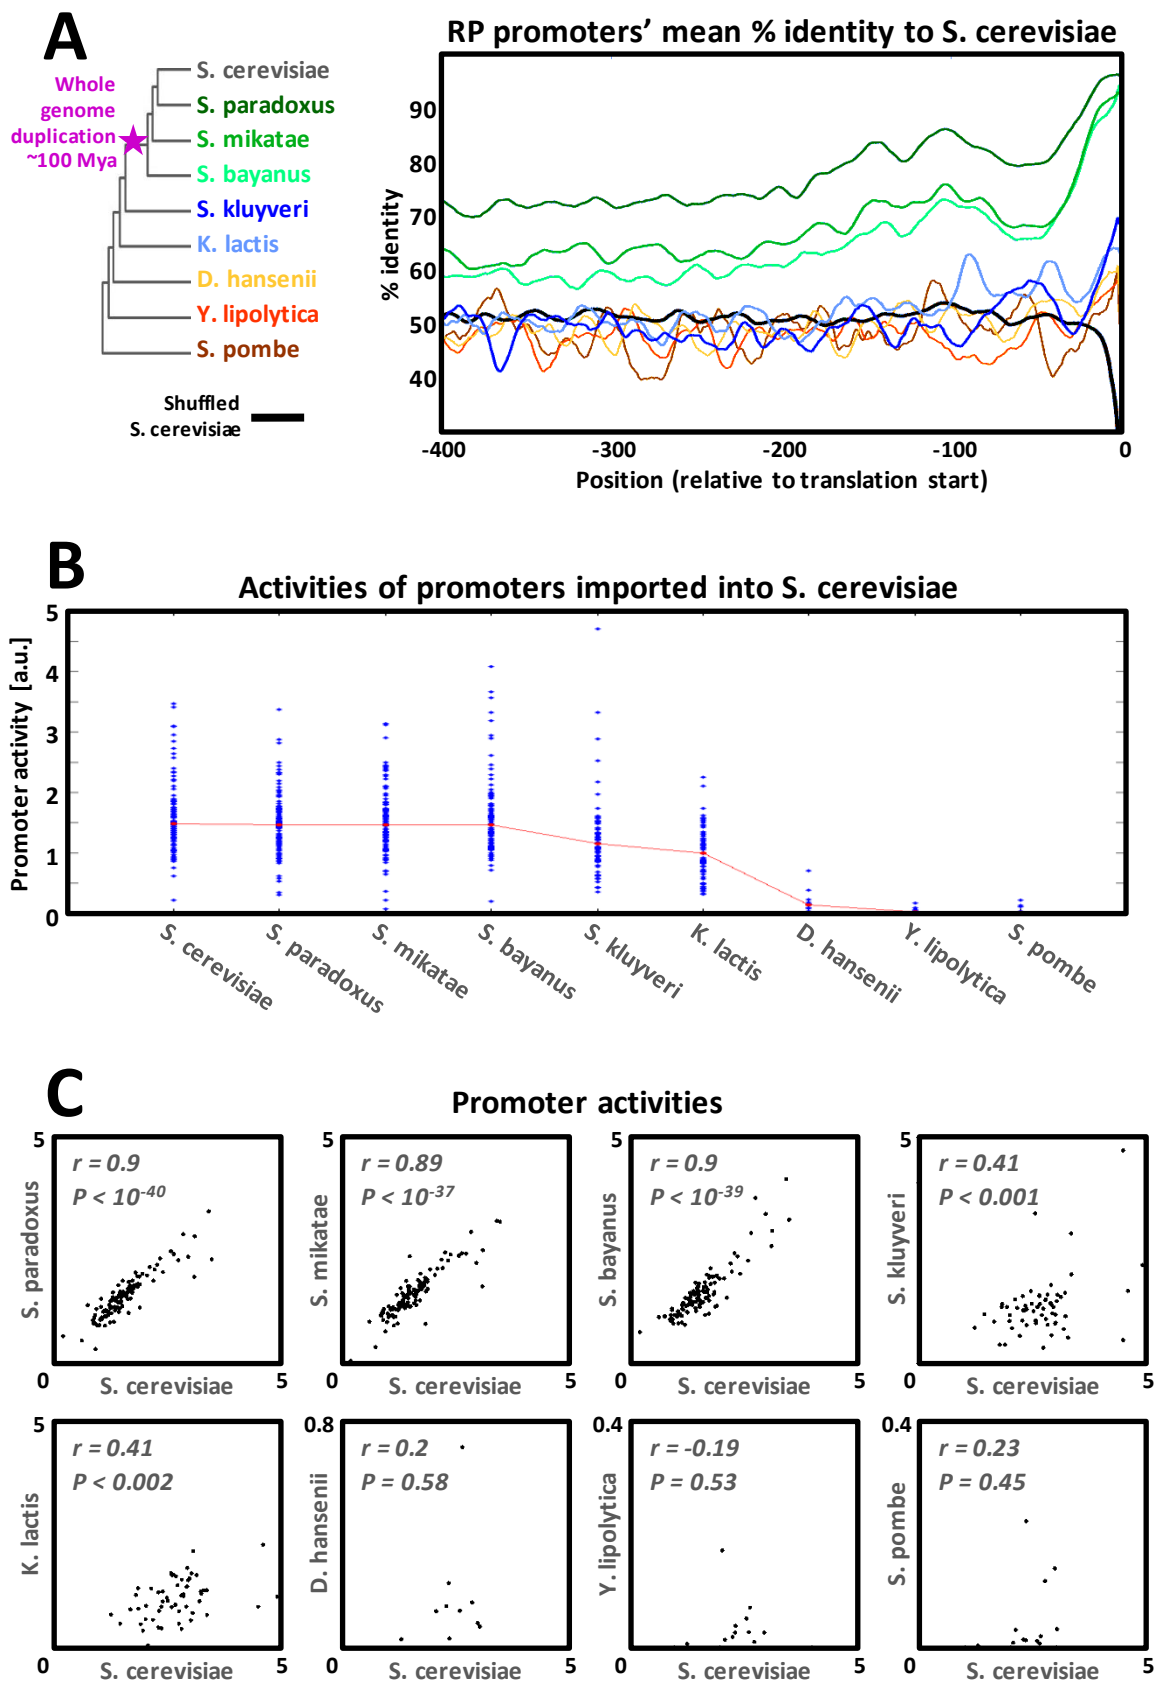 A
RP promoters' mean % identity to S. cerevisiae
Whole
genome
duplication
~100 Mya
S. cerevisiae
S. paradoxus
S. mikatae
S. bayanus
S. kluyveri
K. lactis
D. hansenii
Y. lipolytica
S. pombe
Shuffled
S. cerevisiae
% identity
90
80
70
60
50
40
-400
-300
-200
-100
0
Position (relative to translation start)
B
Activities of promoters imported into S. cerevisiae
Promoter activity [a.u.]
5
4
3
2
1
0
S. cerevisiae
S. paradoxus
S. mikatae
S. bayanus
S. kluyveri
K. lactis
D. hansenii
Y. lipolytica
S. pombe
C
Promoter activities
5
S. paradoxus
r = 0.9
P < 10^-40
0
S. cerevisiae
5
S. mikatae
r = 0.89
P < 10^-37
0
S. cerevisiae
5
5
S. bayanus
r = 0.9
P < 10^-39
0
S. cerevisiae
5
5
S. kluyveri
r = 0.41
P < 0.001
0
S. cerevisiae
5
5
K. lactis
r = 0.41
P < 0.002
0
S. cerevisiae
5
0.8
D. hansenii
r = 0.2
P = 0.58
0
S. cerevisiae
5
0.4
Y. lipolytica
r = -0.19
P = 0.53
0
S. cerevisiae
5
0.4
S. pombe
r = 0.23
P = 0.45
0
S. cerevisiae
5